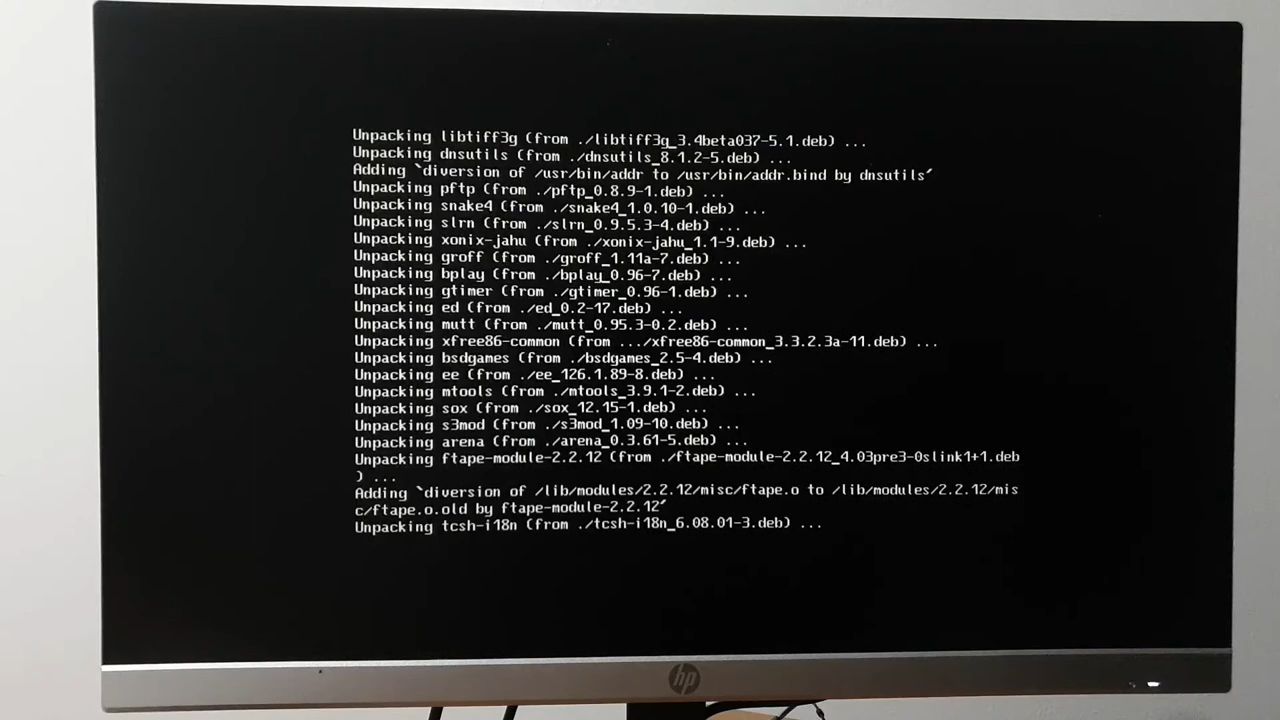 Unpacking libtiff3g (from ./libtiff3g_3.4beta037-5.1.deb) ...
Unpacking dnsutils (from ./dnsutils_8.1.2-5.deb) ...
Adding `diversion of /usr/bin/addr to /usr/bin/addr.bind by dnsutils'
Unpacking pftp (from ./pftp_0.8.9-1.deb) ...
Unpacking snake4 (from ./snake4_1.0.10-1.deb) ...
Unpacking slrn (from ./slrn_0.9.5.3-4.deb) ...
Unpacking xonix-jahu (from ./xonix-jahu_1.1-9.deb) ...
Unpacking groff (from ./groff_1.11a-7.deb) ...
Unpacking bplay (from ./bplay_0.96-7.deb) ...
Unpacking gtimer (from ./gtimer_0.96-1.deb) ...
Unpacking ed (from ./ed_0.2-17.deb) ...
Unpacking mutt (from ./mutt_0.95.3-0.2.deb) ...
Unpacking xfree86-common (from .../xfree86-common_3.3.2.3a-11.deb) ...
Unpacking bsdgames (from ./bsdgames_2.5-4.deb) ...
Unpacking ee (from ./ee_126.1.89-8.deb) ...
Unpacking mtools (from ./mtools_3.9.1-2.deb) ...
Unpacking sox (from ./sox_12.15-1.deb) ...
Unpacking s3mod (from ./s3mod_1.09-10.deb) ...
Unpacking arena (from ./arena_0.3.61-5.deb) ...
Unpacking ftape-module-2.2.12 (from ./ftape-module-2.2.12_4.03pre3-0slink1+1.deb
) ...
Adding `diversion of /lib/modules/2.2.12/misc/ftape.o to /lib/modules/2.2.12/mis
c/ftape.o.old by ftape-module-2.2.12'
Unpacking tcsh-i18n (from ./tcsh-i18n_6.08.01-3.deb) ...
hp